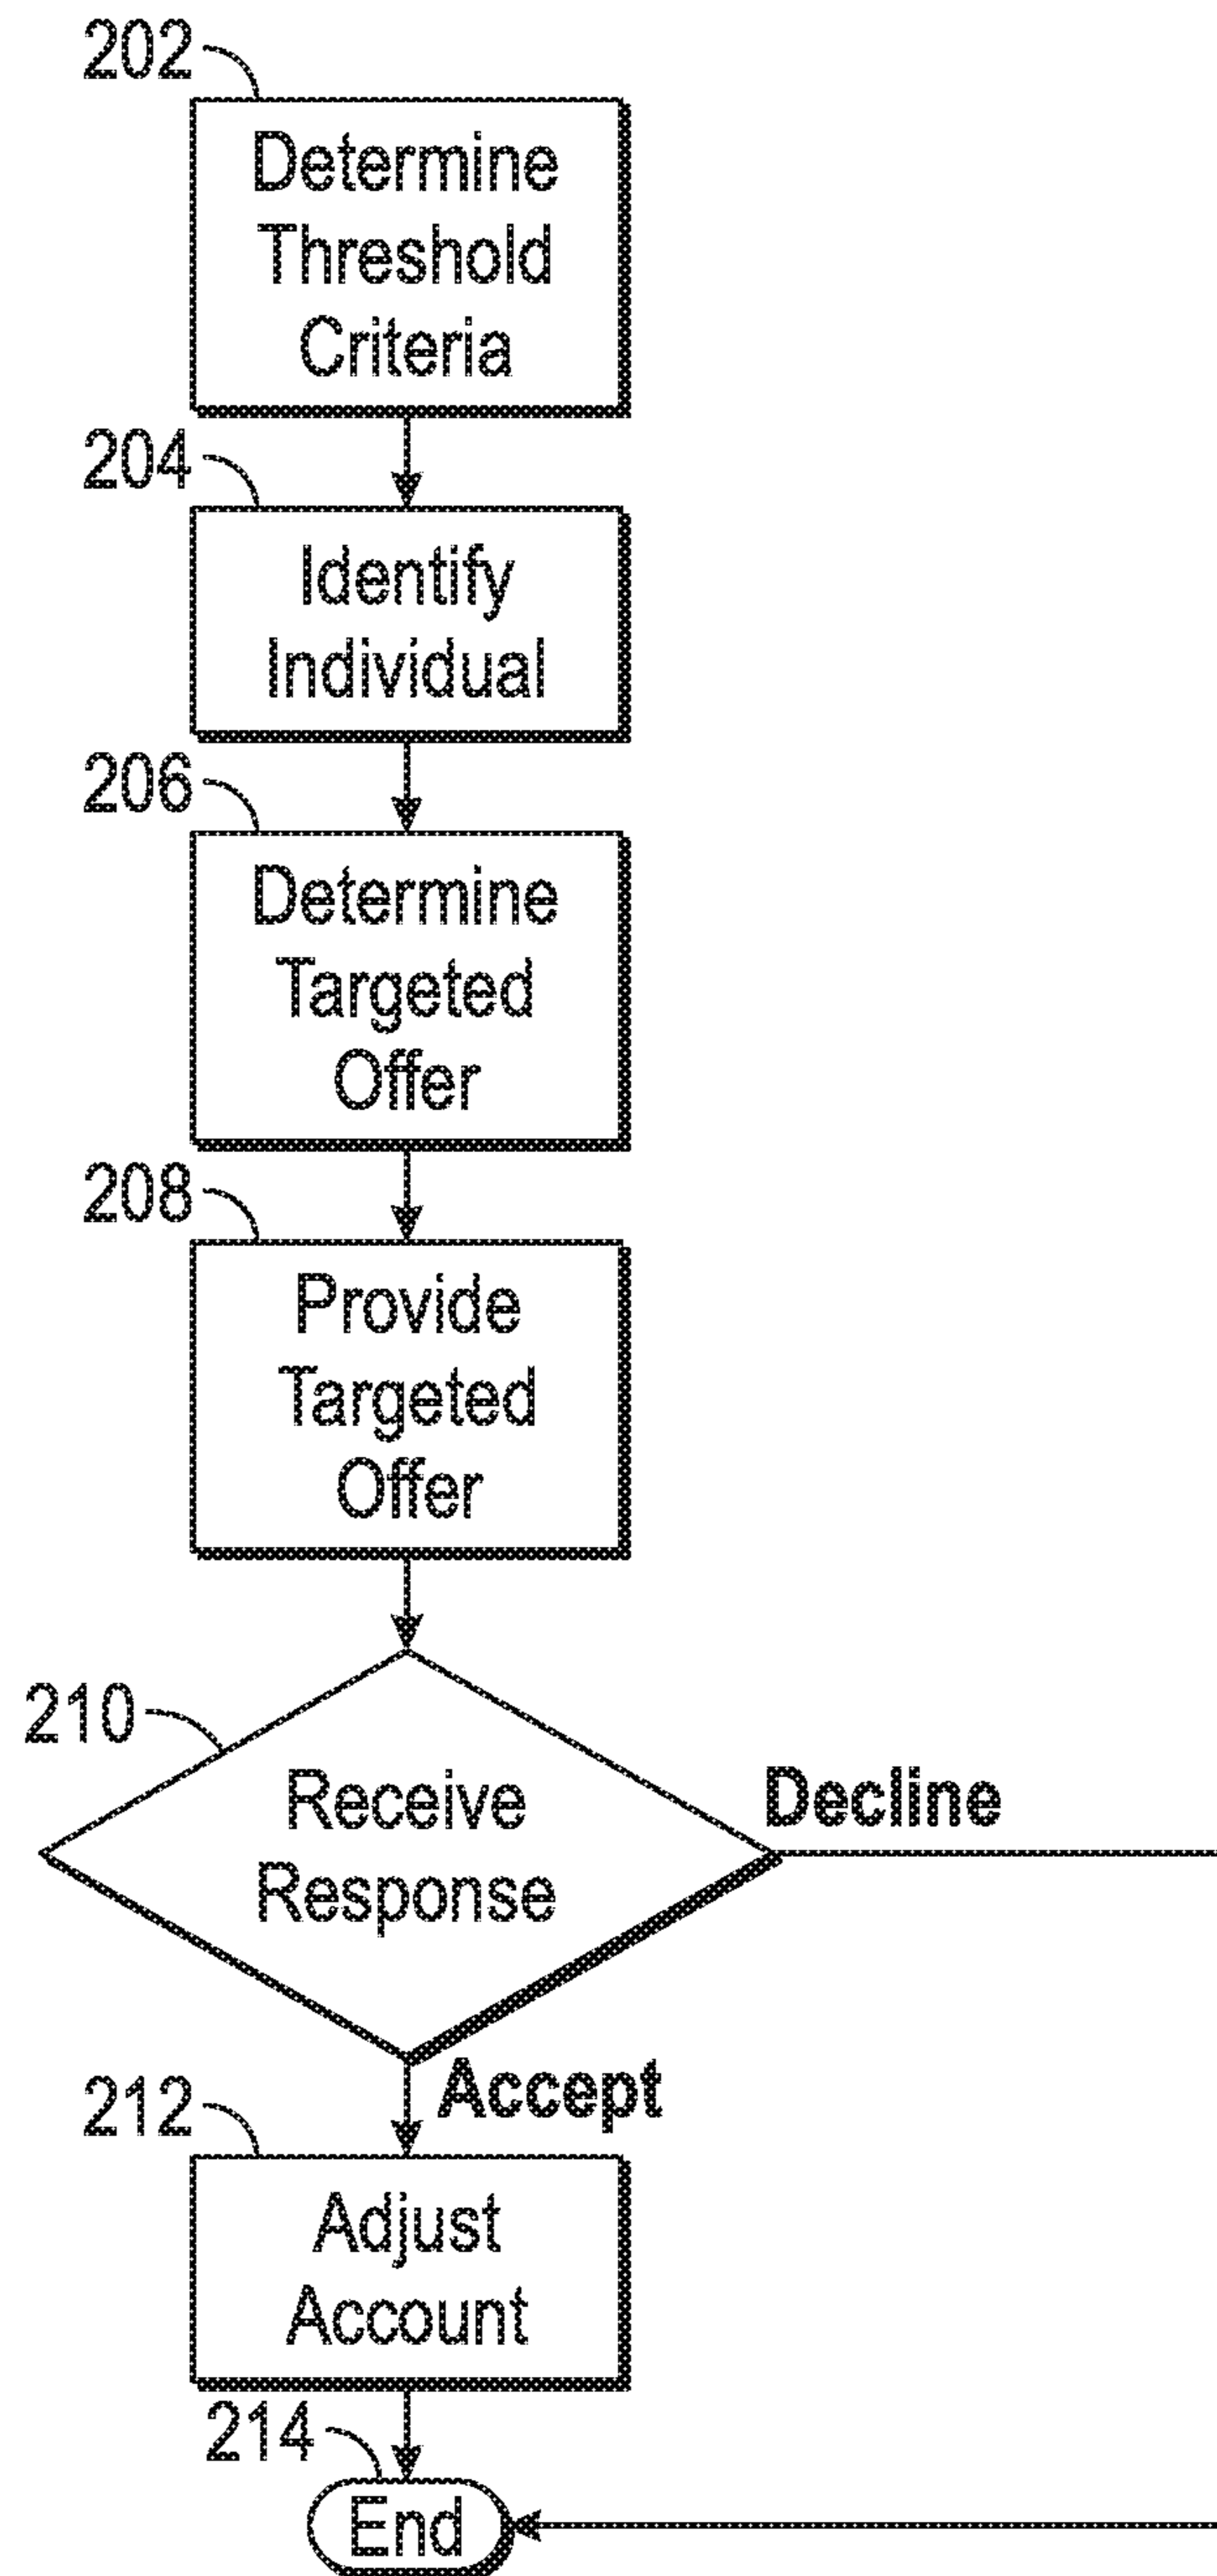 202
Determine
Threshold
Criteria
204
Identify
Individual
206
Determine
Targeted
Offer
208
Provide
Targeted
Offer
210
Receive
Response
Decline
Accept
212
Adjust
Account
214
End